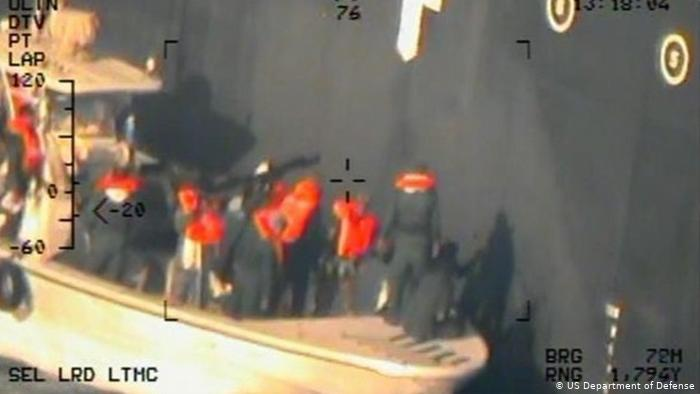 76
13:18:04
DTV
PT
LAP
120
0
-20
-60
BRG 72M
SEL LRD LTMC
RNG 1,794Y
© US Department of Defense